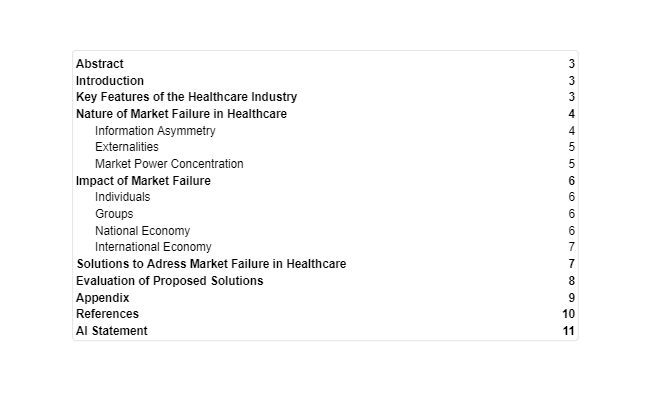 Abstract 3
Introduction 3
Key Features of the Healthcare Industry 3
Nature of Market Failure in Healthcare 4
Information Asymmetry 4
Externalities 5
Market Power Concentration 5
Impact of Market Failure 6
Individuals 6
Groups 6
National Economy 6
International Economy 7
Solutions to Adress Market Failure in Healthcare 7
Evaluation of Proposed Solutions 8
Appendix 9
References 10
AI Statement 11